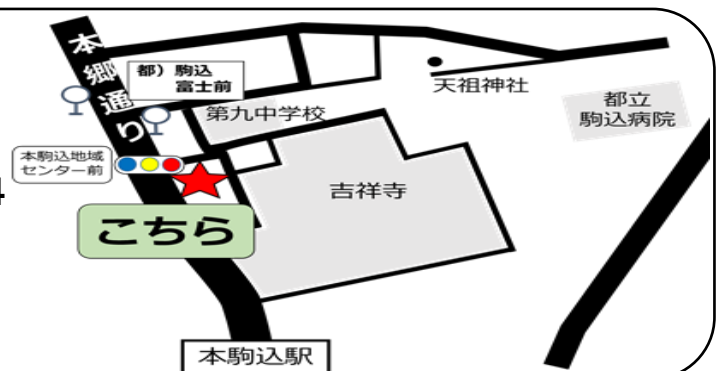 本郷通り
都）駒込
富士前
天祖神社
第九中学校
都立
駒込病院
本駒込地域
センター前
吉祥寺
こちら
本駒込駅